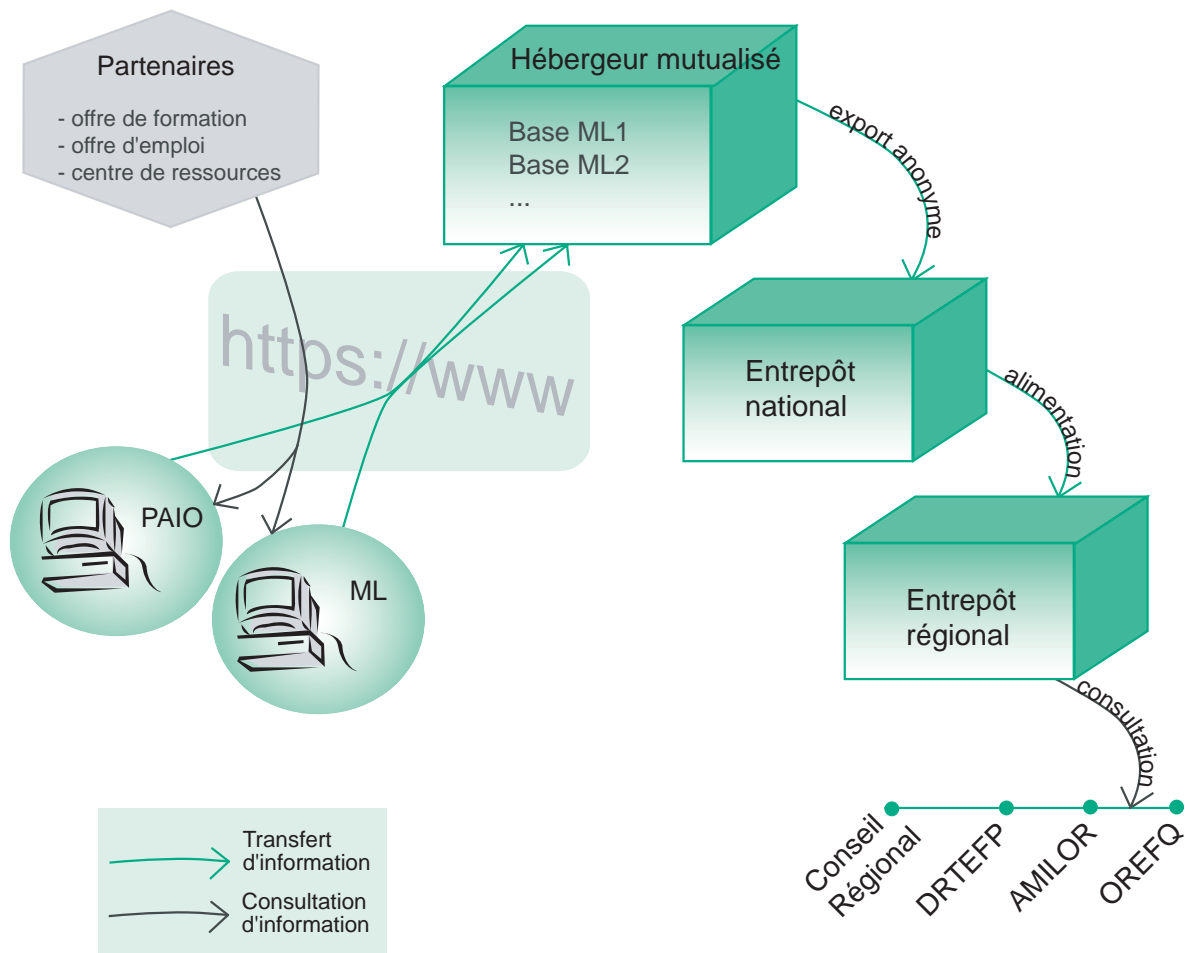 Partenaires
- offre de formation
- offre d'emploi
- centre de ressources
Hébergeur mutualisé
Base ML1
Base ML2
...
export anonyme
https://www
Entrepôt
national
alimentation
PAIO
ML
Entrepôt
régional
consultation
Conseil
Régional
DRTEFP
AMILOR
OREFQ
Transfert
d'information
Consultation
d'information